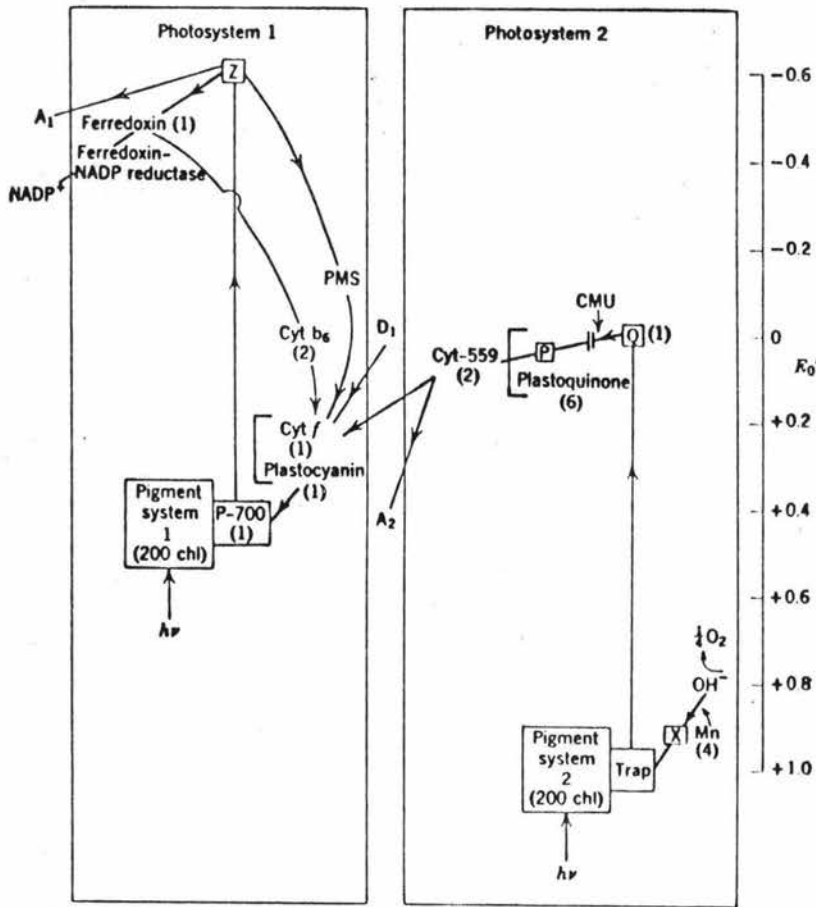 Photosystem 1
Z
A₁
Ferredoxin (1)
Ferredoxin-
NADP reductase
NADP
PMS
Cyt b₆
(2)
D₁
Cyt f
(1)
Plastocyanin
(1)
Pigment
system
1
(200 chl)
P-700
(1)
hν
Photosystem 2
CMU
Q (1)
P
Cyt-559
(2)
Plastoquinone
(6)
A₂
¼O₂
OH⁻
X
Mn
(4)
Pigment
system
2
(200 chl)
Trap
hν
−0.6
−0.4
−0.2
0
E₀'
+0.2
+0.4
+0.6
+0.8
+1.0